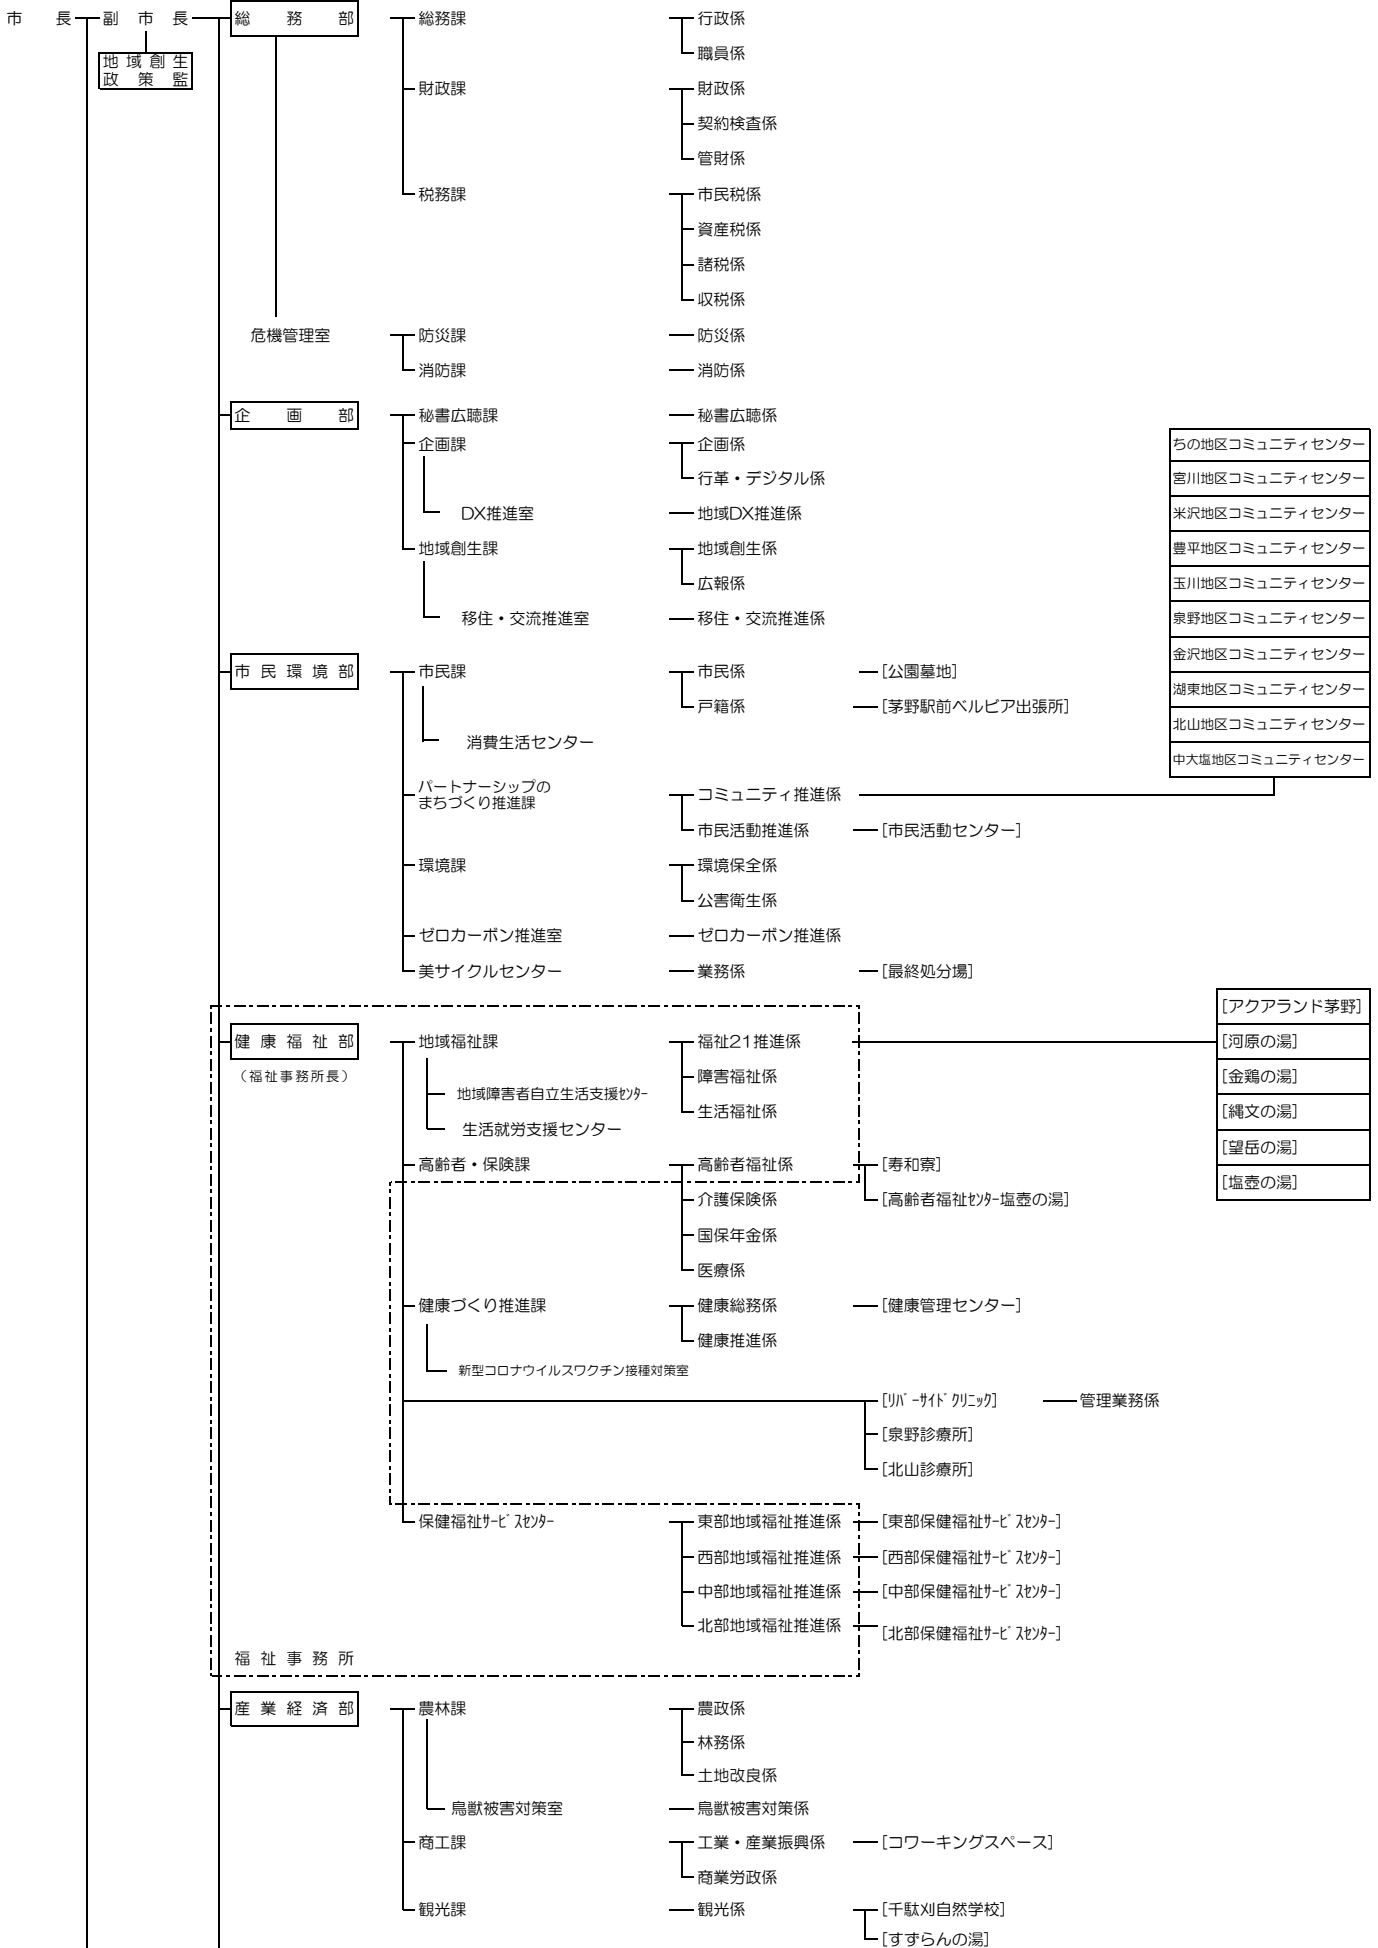 市　長
副　市　長
地域創生
政策監
総務部
総務課
行政係
職員係
財政課
財政係
契約検査係
管財係
税務課
市民税係
資産税係
諸税係
収税係
危機管理室
防災課
防災係
消防課
消防係
企画部
秘書広聴課
秘書広聴係
企画課
企画係
行革・デジタル係
DX推進室
地域DX推進係
地域創生課
地域創生係
広報係
移住・交流推進室
移住・交流推進係
ちの地区コミュニティセンター
宮川地区コミュニティセンター
米沢地区コミュニティセンター
豊平地区コミュニティセンター
玉川地区コミュニティセンター
泉野地区コミュニティセンター
金沢地区コミュニティセンター
湖東地区コミュニティセンター
北山地区コミュニティセンター
中大塩地区コミュニティセンター
市民環境部
市民課
市民係
[公園墓地]
戸籍係
[茅野駅前ベルビア出張所]
消費生活センター
パートナーシップの
まちづくり推進課
コミュニティ推進係
市民活動推進係
[市民活動センター]
環境課
環境保全係
公害衛生係
ゼロカーボン推進室
ゼロカーボン推進係
美サイクルセンター
業務係
[最終処分場]
健康福祉部
（福祉事務所長）
地域福祉課
福祉21推進係
障害福祉係
地域障害者自立生活支援ｾﾝﾀｰ
生活福祉係
生活就労支援センター
[アクアランド茅野]
[河原の湯]
[金鶏の湯]
[縄文の湯]
[望岳の湯]
[塩壺の湯]
高齢者・保険課
高齢者福祉係
[寿和寮]
介護保険係
[高齢者福祉ｾﾝﾀｰ塩壺の湯]
国保年金係
医療係
健康づくり推進課
健康総務係
[健康管理センター]
健康推進係
新型コロナウイルスワクチン接種対策室
[ﾘﾊﾞｰｻｲﾄﾞｸﾘﾆｯｸ]
管理業務係
[泉野診療所]
[北山診療所]
保健福祉ｻｰﾋﾞｽｾﾝﾀｰ
東部地域福祉推進係
[東部保健福祉ｻｰﾋﾞｽｾﾝﾀｰ]
西部地域福祉推進係
[西部保健福祉ｻｰﾋﾞｽｾﾝﾀｰ]
中部地域福祉推進係
[中部保健福祉ｻｰﾋﾞｽｾﾝﾀｰ]
北部地域福祉推進係
[北部保健福祉ｻｰﾋﾞｽｾﾝﾀｰ]
福祉事務所
産業経済部
農林課
農政係
林務係
土地改良係
鳥獣被害対策室
鳥獣被害対策係
商工課
工業・産業振興係
[コワーキングスペース]
商業労政係
観光課
観光係
[千駄刈自然学校]
[すずらんの湯]